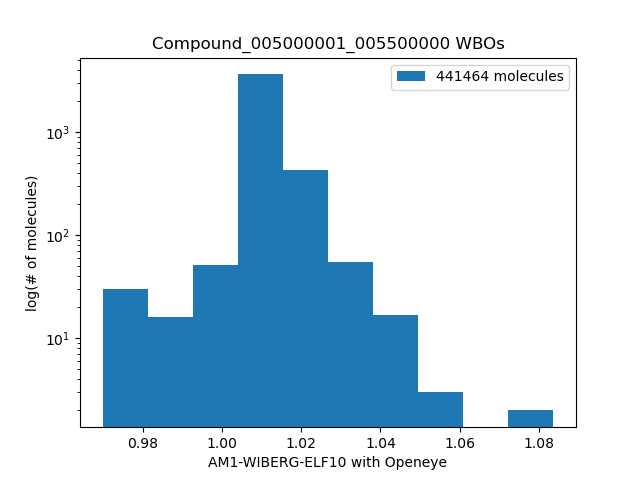 Compound_005000001_005500000 WBOs
441464 molecules
log(# of molecules)
10³
10²
10¹
0.98 1.00 1.02 1.04 1.06 1.08
AM1-WIBERG-ELF10 with Openeye